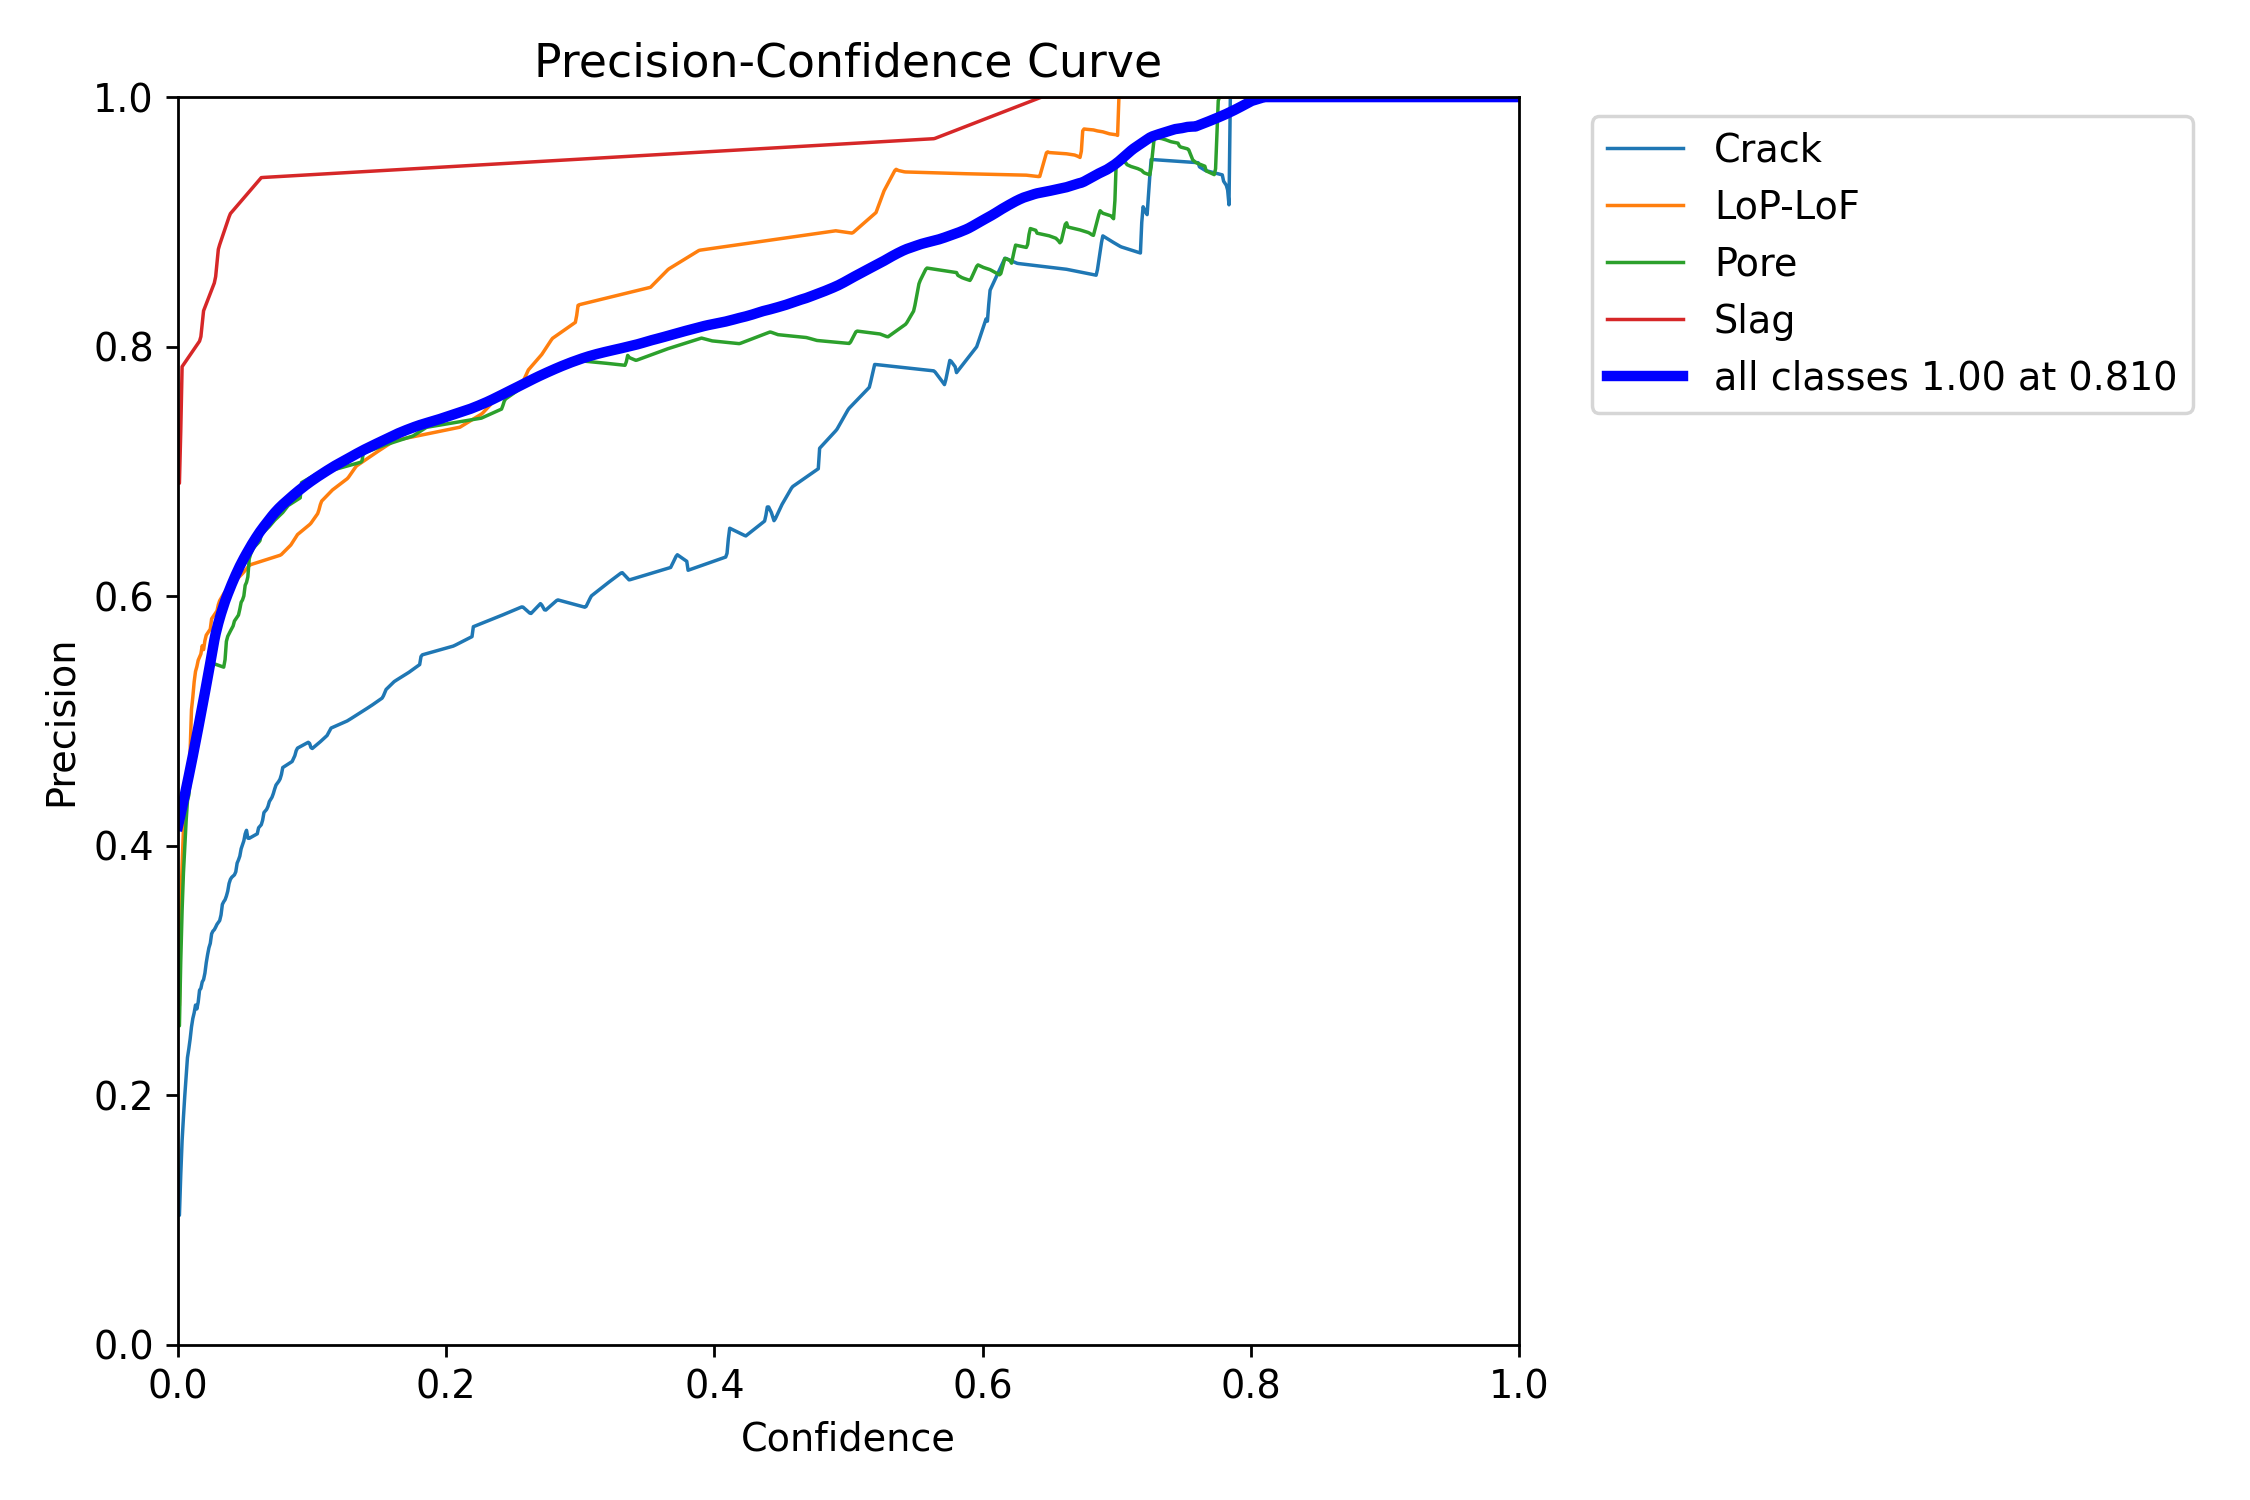 Precision-Confidence Curve
1.0
0.8
0.6
0.4
0.2
0.0
Precision
0.0 0.2 0.4 0.6 0.8 1.0
Confidence
Crack
LoP-LoF
Pore
Slag
all classes 1.00 at 0.810